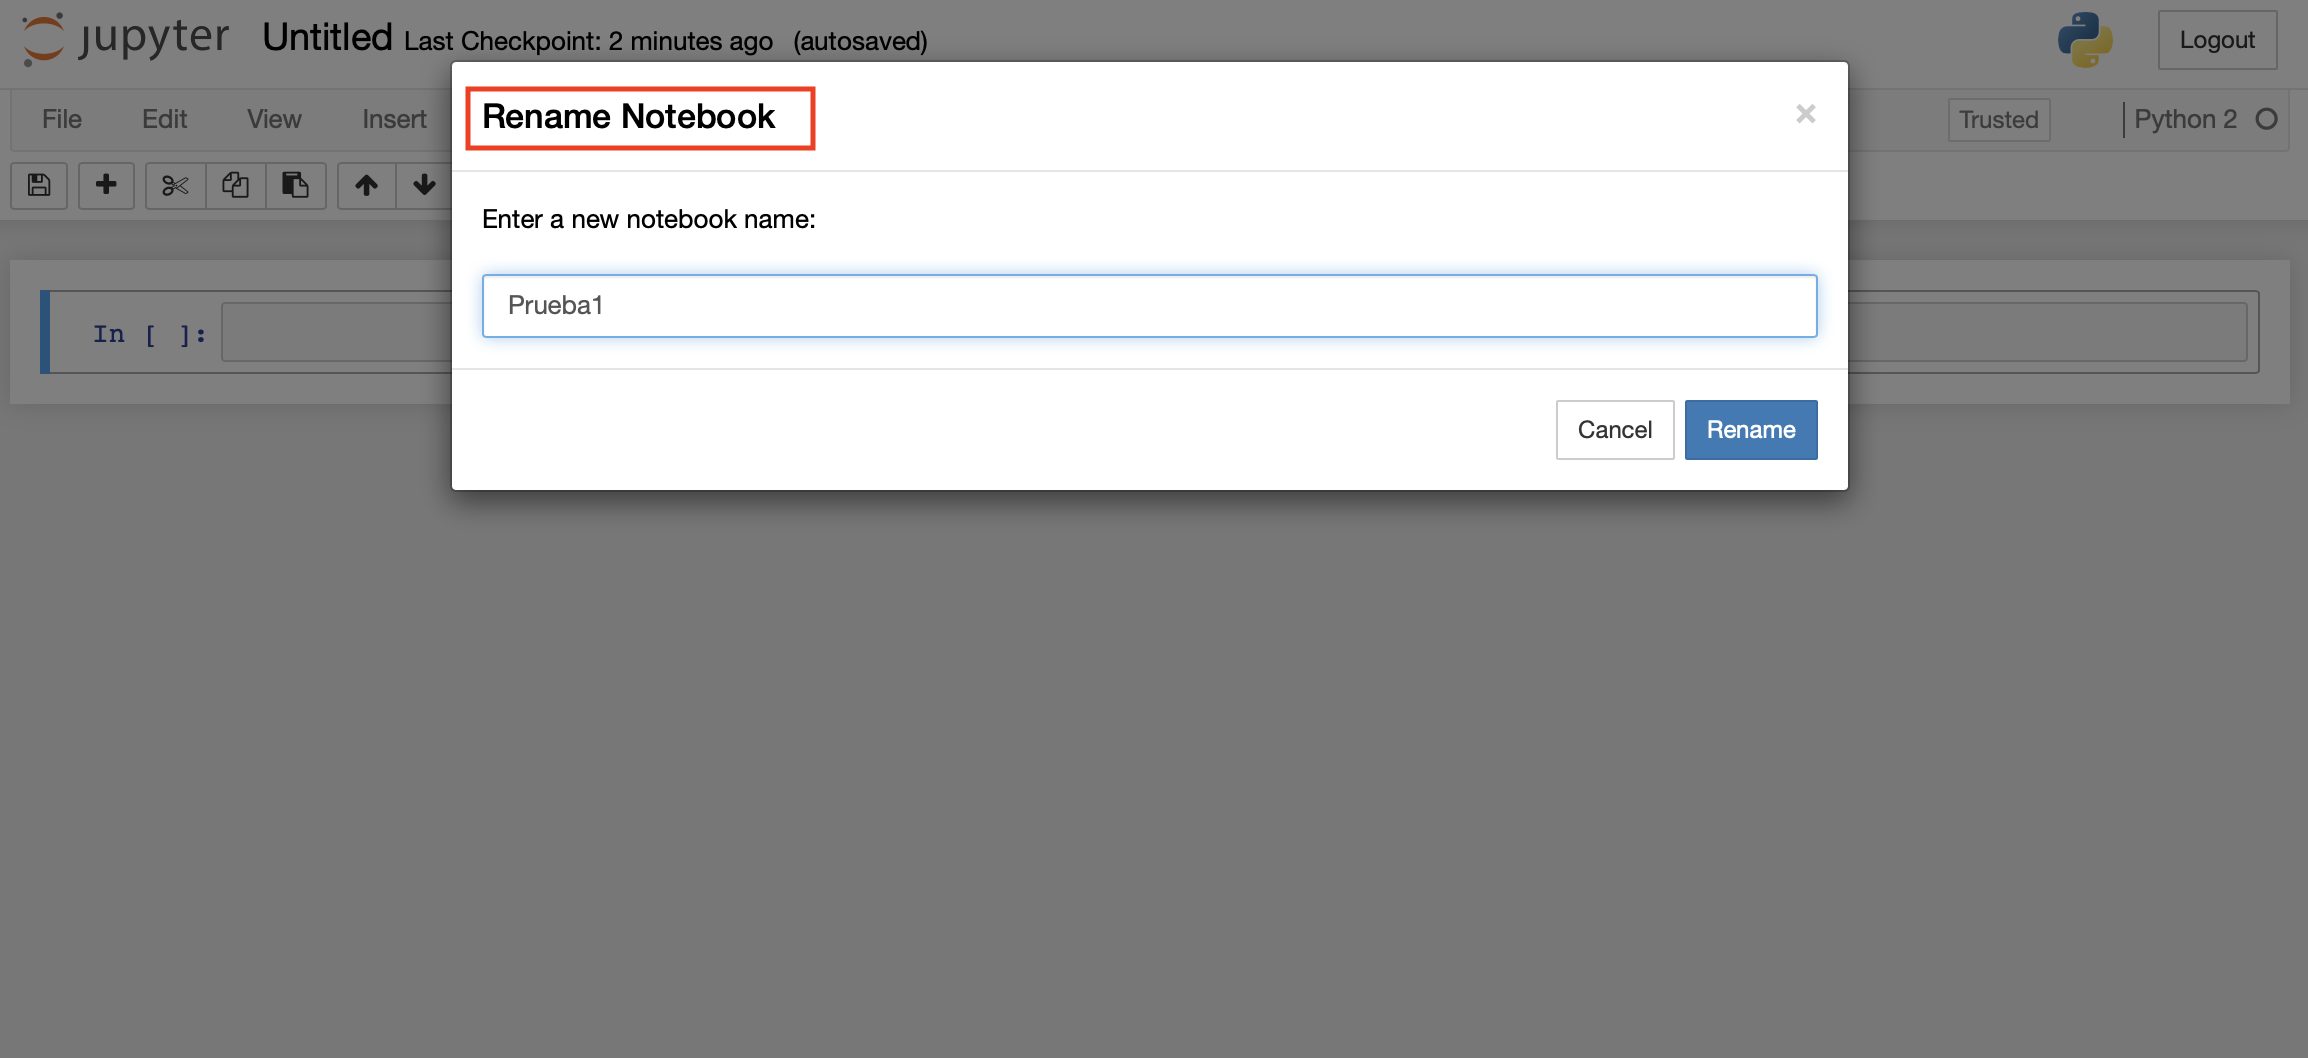 jupyter Untitled Last Checkpoint: 2 minutes ago (autosaved)
Logout
File Edit View Insert
Trusted
Python 2
Rename Notebook
×
Enter a new notebook name:
Prueba1
In [ ]:
Cancel
Rename